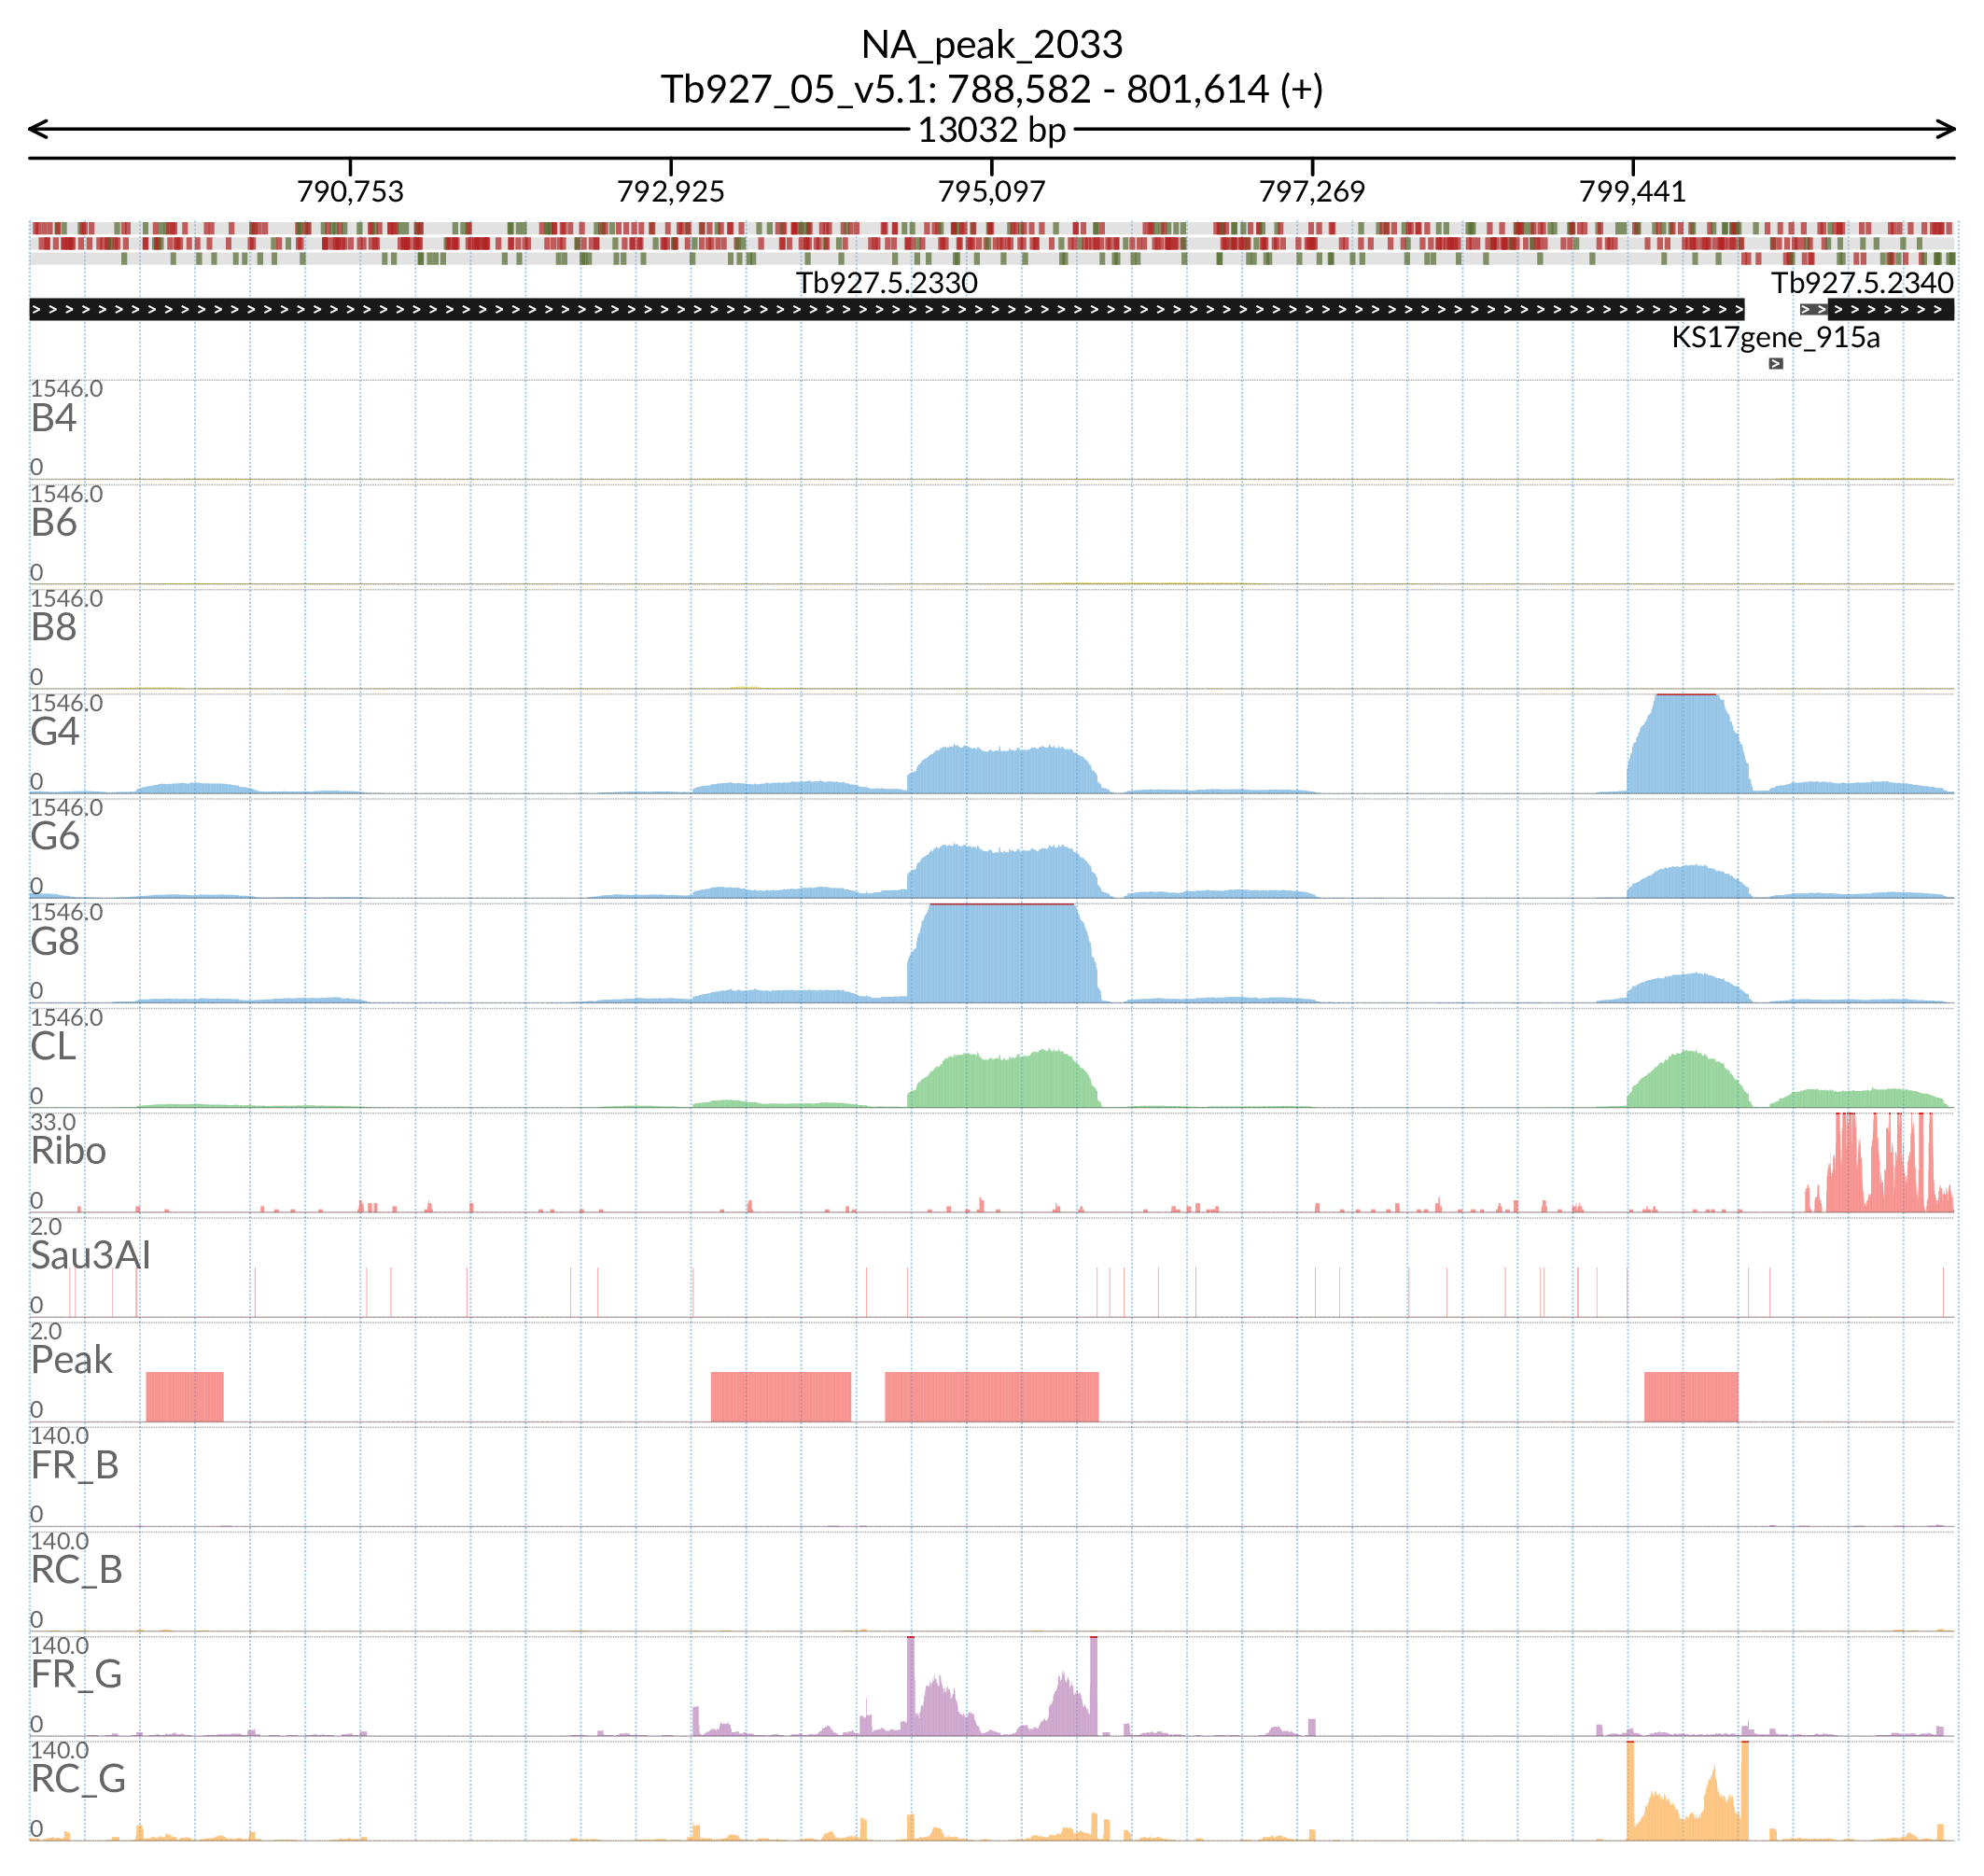 NA_peak_2033
Tb927_05_v5.1: 788,582 - 801,614 (+)
13032 bp
790,753 792,925 795,097 797,269 799,441
Tb927.5.2330 Tb927.5.2340
KS17gene_915a
1546.0
B4
0
1546.0
B6
0
1546.0
B8
0
1546.0
G4
0
1546.0
G6
0
1546.0
G8
0
1546.0
CL
0
33.0
Ribo
0
2.0
Sau3AI
0
2.0
Peak
0
140.0
FR_B
0
140.0
RC_B
0
140.0
FR_G
0
140.0
RC_G
0